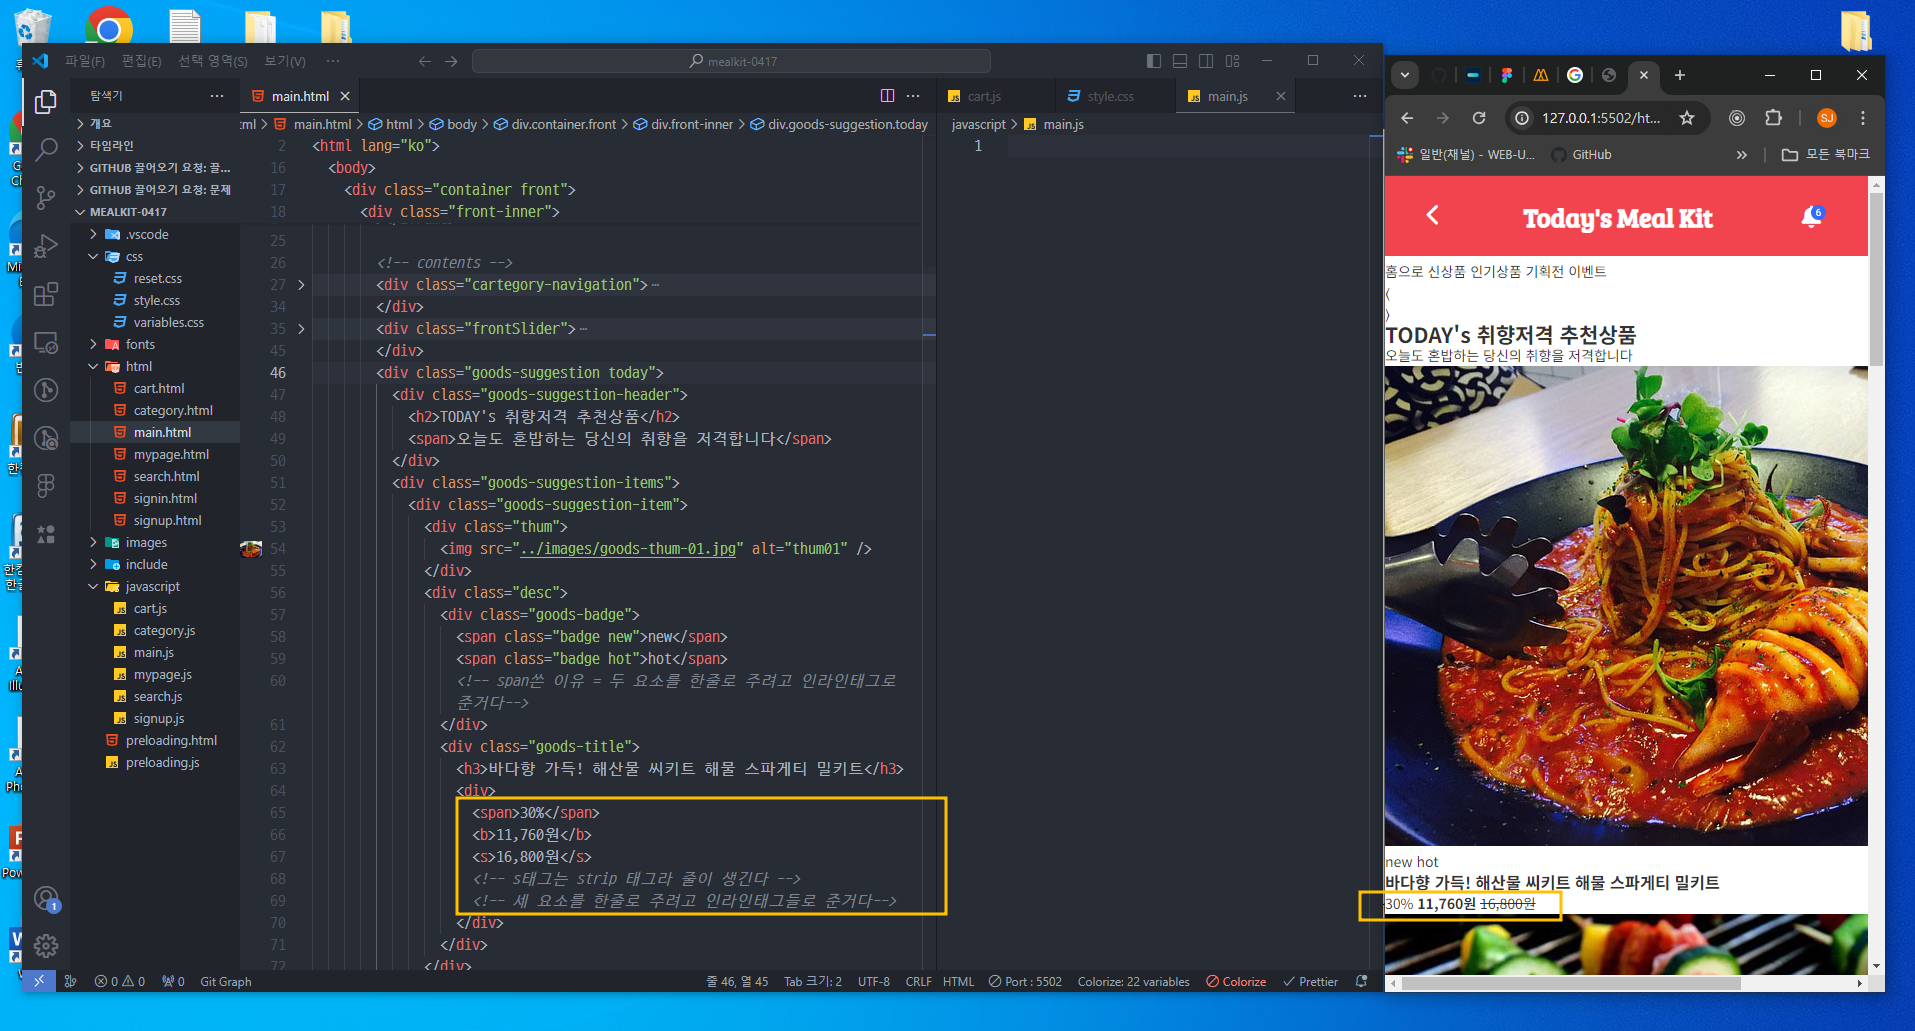 파일(F) 편집(E) 선택 영역(S) 보기(V) ···
mealkit-0417
탐색기 ···
개요
타임라인
GITHUB 끌어오기 요청: 끌...
GITHUB 끌어오기 요청: 문제
MEALKIT-0417
.vscode
css
reset.css
style.css
variables.css
fonts
html
cart.html
category.html
main.html
mypage.html
search.html
signin.html
signup.html
images
include
javascript
cart.js
category.js
main.js
mypage.js
search.js
signup.js
preloading.html
preloading.js
main.html
tml > main.html > html > body > div.container.front > div.front-inner > div.goods-suggestion.today
2 <html lang="ko">
16 <body>
17 <div class="container front">
18 <div class="front-inner">
25
26 <!-- contents -->
27 <div class="cartegory-navigation"> ···
34 </div>
35 <div class="frontSlider"> ···
45 </div>
46 <div class="goods-suggestion today">
47 <div class="goods-suggestion-header">
48 <h2>TODAY's 취향저격 추천상품</h2>
49 <span>오늘도 혼밥하는 당신의 취향을 저격합니다</span>
50 </div>
51 <div class="goods-suggestion-items">
52 <div class="goods-suggestion-item">
53 <div class="thum">
54 <img src="../images/goods-thum-01.jpg" alt="thum01" />
55 </div>
56 <div class="desc">
57 <div class="goods-badge">
58 <span class="badge new">new</span>
59 <span class="badge hot">hot</span>
60 <!-- span쓴 이유 = 두 요소를 한줄로 주려고 인라인태그로
준거다-->
61 </div>
62 <div class="goods-title">
63 <h3>바다향 가득! 해산물 씨키트 해물 스파게티 밀키트</h3>
64 <div>
65 <span>30%</span>
66 <b>11,760원</b>
67 <s>16,800원</s>
68 <!-- s태그는 strip 태그라 줄이 생긴다 -->
69 <!-- 세 요소를 한줄로 주려고 인라인태그들로 준거다-->
70 </div>
71 </div>
72 </div>
cart.js style.css main.js
javascript > main.js
1
1
0 0 0
Git Graph
줄 46, 열 45 Tab 크기: 2 UTF-8 CRLF HTML Port : 5502 Colorize: 22 variables Colorize Prettier
127.0.0.1:5502/ht...
SJ
일반(채널) - WEB-U... GitHub » 모든 북마크
Today's Meal Kit
6
홈으로 신상품 인기상품 기획전 이벤트
〈
〉
TODAY's 취향저격 추천상품
오늘도 혼밥하는 당신의 취향을 저격합니다
new hot
바다향 가득! 해산물 씨키트 해물 스파게티 밀키트
30% 11,760원 16,800원